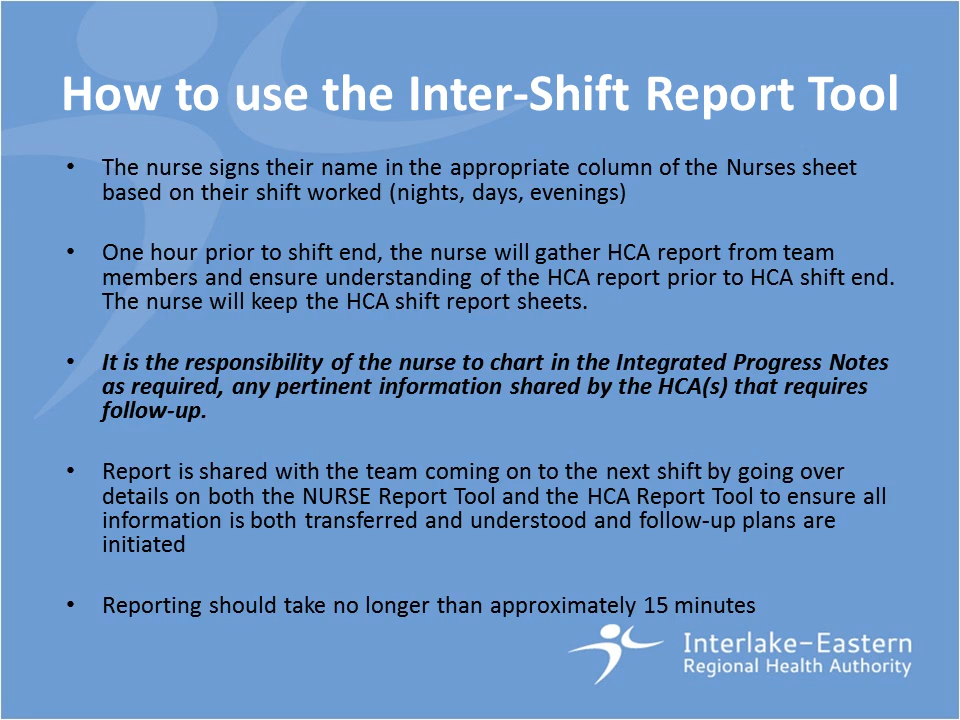 How to use the Inter-Shift Report Tool
• The nurse signs their name in the appropriate column of the Nurses sheet
based on their shift worked (nights, days, evenings)
• One hour prior to shift end, the nurse will gather HCA report from team
members and ensure understanding of the HCA report prior to HCA shift end.
The nurse will keep the HCA shift report sheets.
• It is the responsibility of the nurse to chart in the Integrated Progress Notes
as required, any pertinent information shared by the HCA(s) that requires
follow-up.
• Report is shared with the team coming on to the next shift by going over
details on both the NURSE Report Tool and the HCA Report Tool to ensure all
information is both transferred and understood and follow-up plans are
initiated
• Reporting should take no longer than approximately 15 minutes
Interlake-Eastern
Regional Health Authority